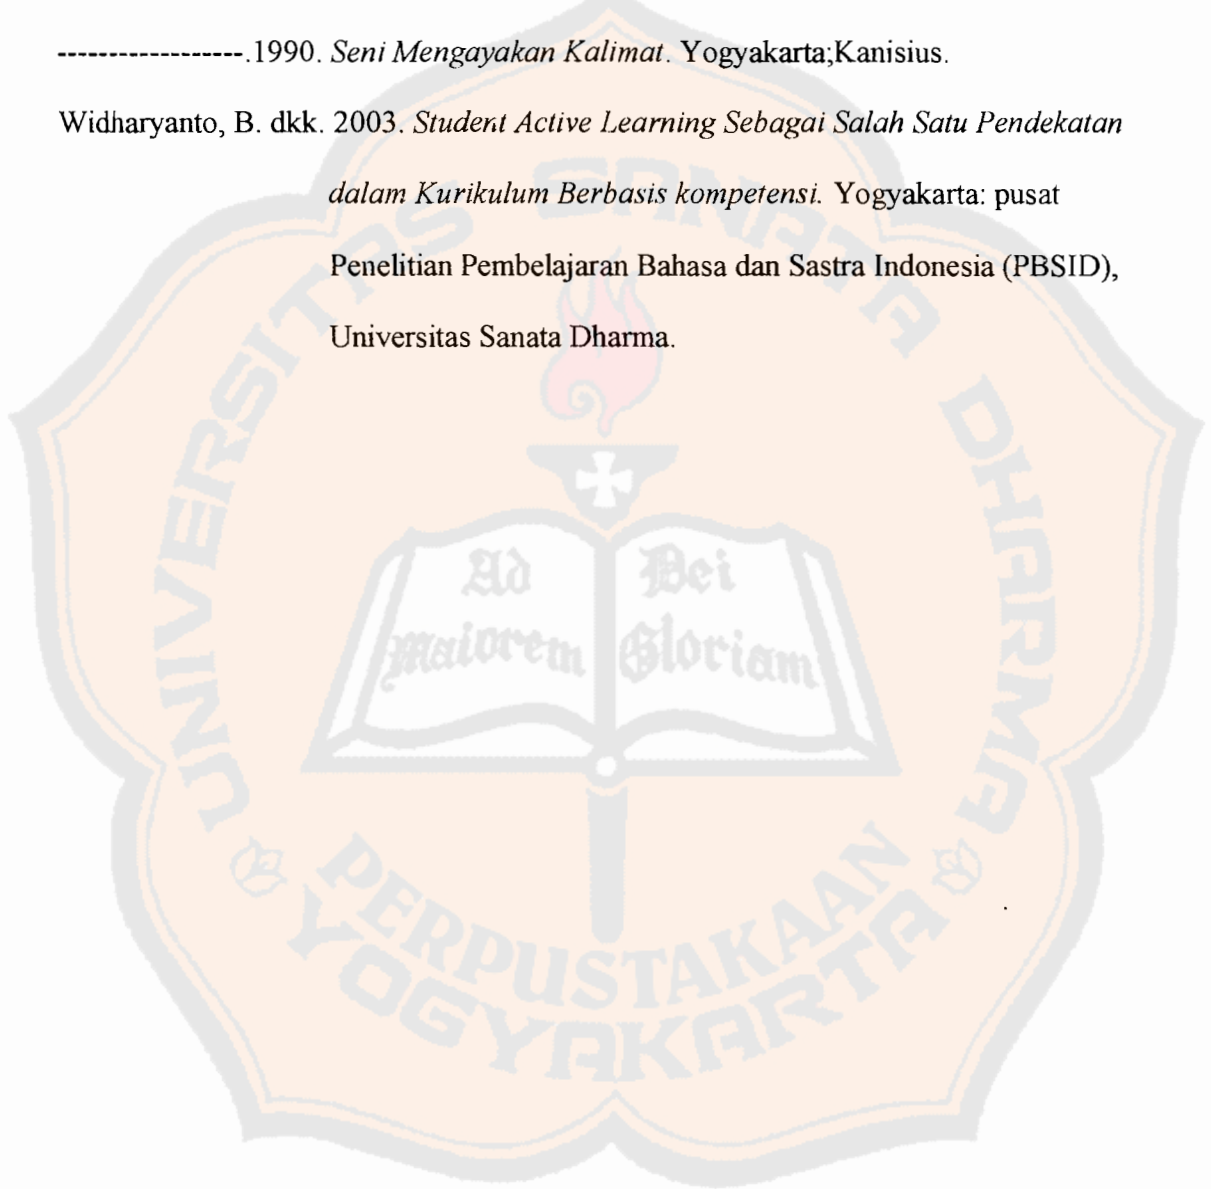 ------------------.1990. Seni Mengayakan Kalimat. Yogyakarta;Kanisius.
Widharyanto, B. dkk. 2003. Student Active Learning Sebagai Salah Satu Pendekatan
dalam Kurikulum Berbasis kompetensi. Yogyakarta: pusat
Penelitian Pembelajaran Bahasa dan Sastra Indonesia (PBSID),
Universitas Sanata Dharma.
UNIVERSITAS SANATA DHARMA
Ad Dei
maiorem Gloriam
PERPUSTAKAAN
YOGYAKARTA